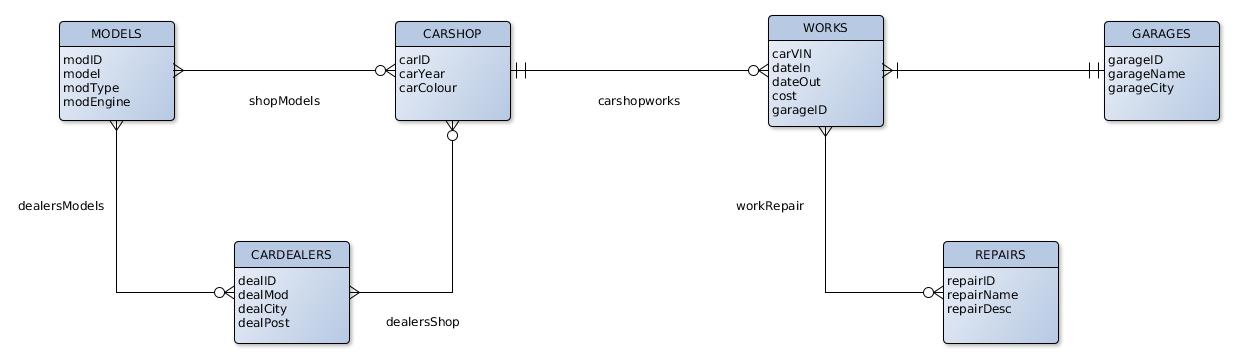 MODELS
modID
model
modType
modEngine
shopModels
CARSHOP
carID
carYear
carColour
carshopworks
WORKS
carVIN
dateIn
dateOut
cost
garageID
GARAGES
garageID
garageName
garageCity
dealersModels
CARDEALERS
dealID
dealMod
dealCity
dealPost
dealersShop
workRepair
REPAIRS
repairID
repairName
repairDesc